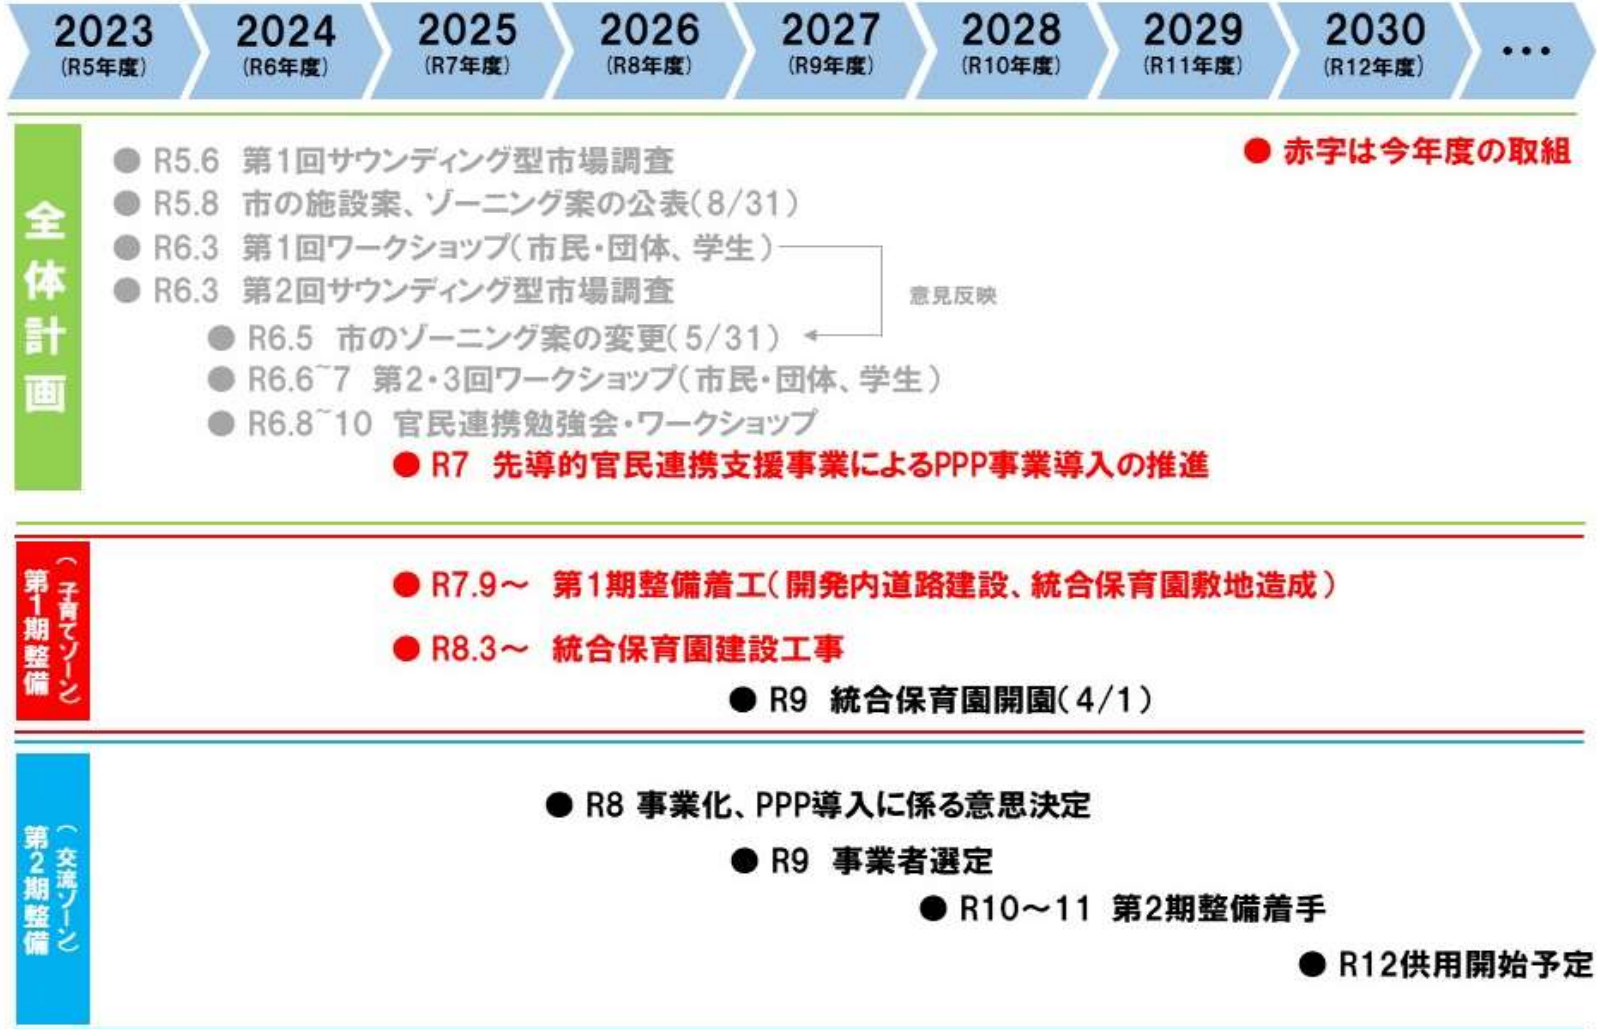 2023
(R5年度)
2024
(R6年度)
2025
(R7年度)
2026
(R8年度)
2027
(R9年度)
2028
(R10年度)
2029
(R11年度)
2030
(R12年度)
•••
● 赤字は今年度の取組
全体計画
● R5.6 第1回サウンディング型市場調査
● R5.8 市の施設案、ゾーニング案の公表(8/31)
● R6.3 第1回ワークショップ(市民・団体、学生)
● R6.3 第2回サウンディング型市場調査
意見反映
● R6.5 市のゾーニング案の変更(5/31)
● R6.6~7 第2・3回ワークショップ(市民・団体、学生)
● R6.8~10 官民連携勉強会・ワークショップ
● R7 先導的官民連携支援事業によるPPP事業導入の推進
第1期整備
(子育てゾーン)
● R7.9～ 第1期整備着工(開発内道路建設、統合保育園敷地造成)
● R8.3～ 統合保育園建設工事
● R9 統合保育園開園(4/1)
第2期整備
(交流ゾーン)
● R8 事業化、PPP導入に係る意思決定
● R9 事業者選定
● R10～11 第2期整備着手
● R12供用開始予定